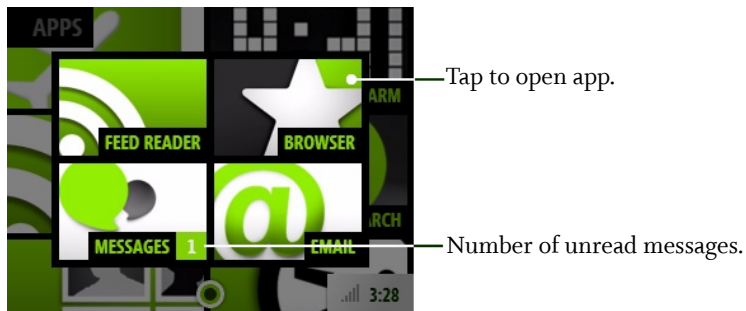 APPS
Tap to open app.
ARM
FEED READER
BROWSER
RCH
MESSAGES 1
EMAIL
Number of unread messages.
3:28